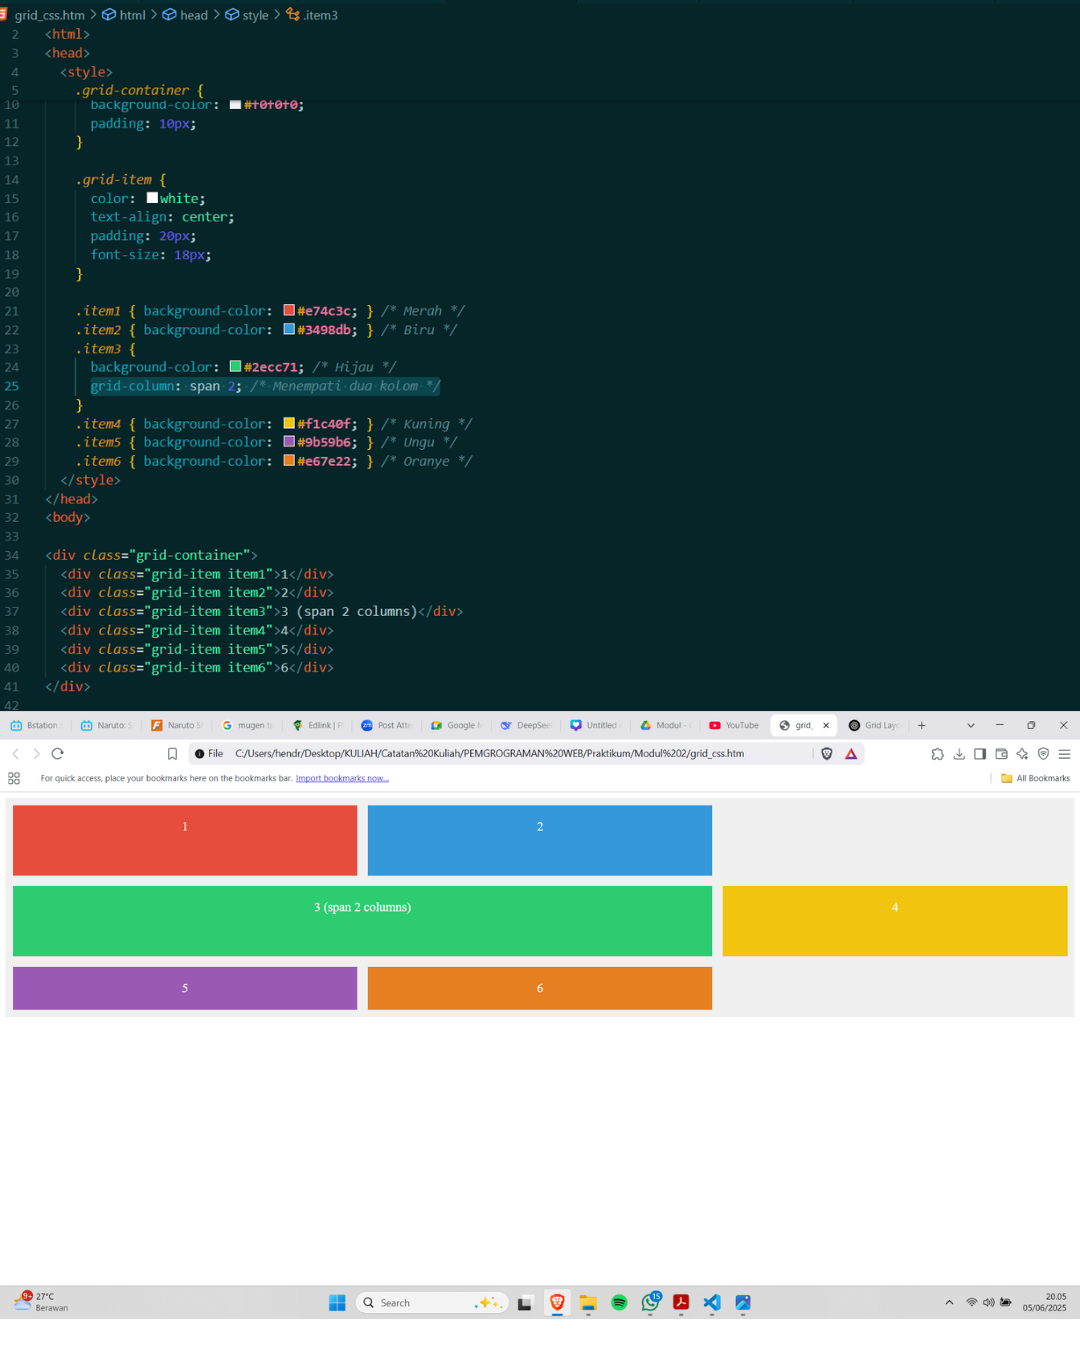 grid_css.htm > html > head > style > .item3
2 <html>
3 <head>
4 <style>
5 .grid-container {
10 background-color: #f0f0f0;
11 padding: 10px;
12 }
13
14 .grid-item {
15 color: white;
16 text-align: center;
17 padding: 20px;
18 font-size: 18px;
19 }
20
21 .item1 { background-color: #e74c3c; } /* Merah */
22 .item2 { background-color: #3498db; } /* Biru */
23 .item3 {
24 background-color: #2ecc71; /* Hijau */
25 grid-column: span 2; /* Menempati dua kolom */
26 }
27 .item4 { background-color: #f1c40f; } /* Kuning */
28 .item5 { background-color: #9b59b6; } /* Ungu */
29 .item6 { background-color: #e67e22; } /* Oranye */
30 </style>
31 </head>
32 <body>
33
34 <div class="grid-container">
35 <div class="grid-item item1">1</div>
36 <div class="grid-item item2">2</div>
37 <div class="grid-item item3">3 (span 2 columns)</div>
38 <div class="grid-item item4">4</div>
39 <div class="grid-item item5">5</div>
40 <div class="grid-item item6">6</div>
41 </div>
42
Bstation Naruto: Naruto mugen Edlink Post Google DeepSeek Untitled Modul - YouTube grid_ Grid
File C:/Users/hendr/Desktop/KULIAH/Catatan%20Kuliah/PEMGROGRAMAN%20WEB/Praktikum/Modul%202/grid_css.htm
For quick access, place your bookmarks here on the bookmarks bar. Import bookmarks now... All Bookmarks
1 2
3 (span 2 columns) 4
5 6
9+ 27°C
Berawan
Search
15
20.05
05/06/2025